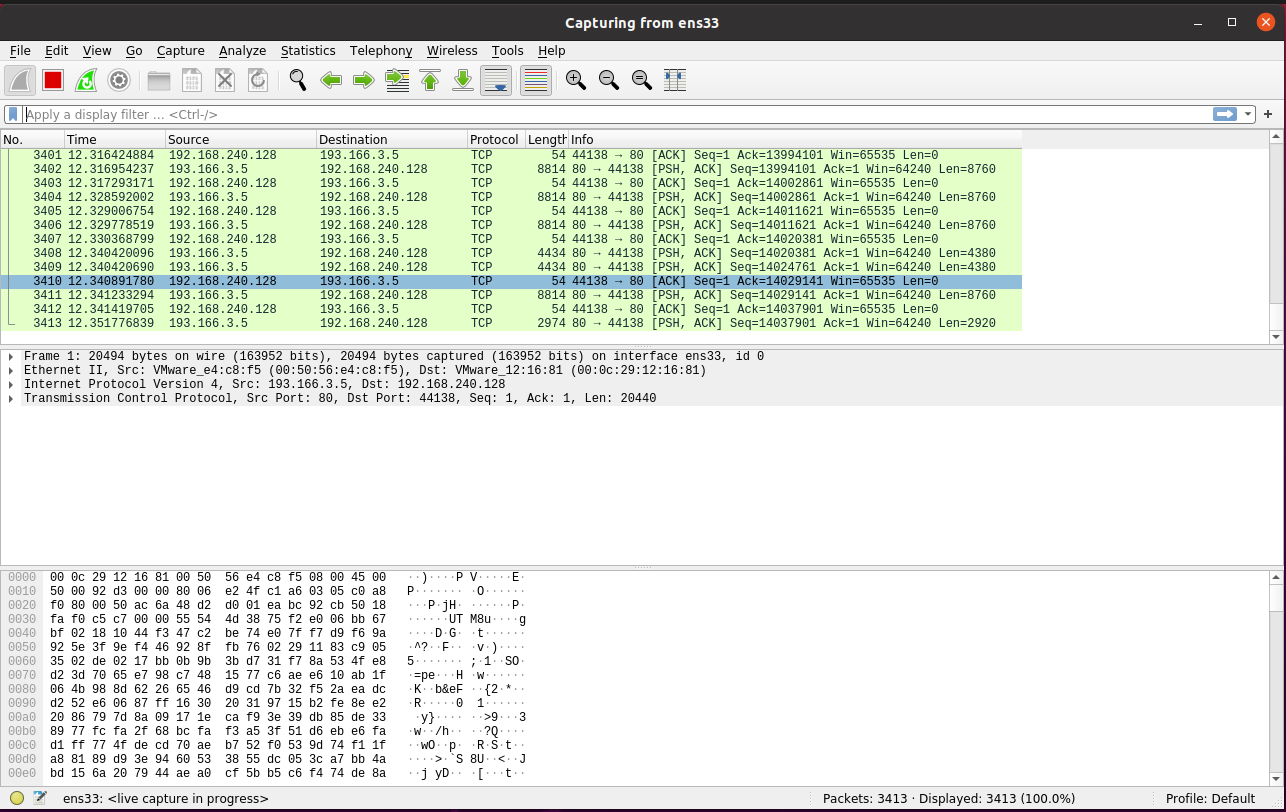 Capturing from ens33
File Edit View Go Capture Analyze Statistics Telephony Wireless Tools Help
Apply a display filter … <Ctrl-/>
No. Time Source Destination Protocol Length Info
3401 12.316424884 192.168.240.128 193.166.3.5 TCP 54 44138 → 80 [ACK] Seq=1 Ack=13994101 Win=65535 Len=0
3402 12.316954237 193.166.3.5 192.168.240.128 TCP 8814 80 → 44138 [PSH, ACK] Seq=13994101 Ack=1 Win=64240 Len=8760
3403 12.317293171 192.168.240.128 193.166.3.5 TCP 54 44138 → 80 [ACK] Seq=1 Ack=14002861 Win=65535 Len=0
3404 12.328592002 193.166.3.5 192.168.240.128 TCP 8814 80 → 44138 [PSH, ACK] Seq=14002861 Ack=1 Win=64240 Len=8760
3405 12.329006754 192.168.240.128 193.166.3.5 TCP 54 44138 → 80 [ACK] Seq=1 Ack=14011621 Win=65535 Len=0
3406 12.329778519 193.166.3.5 192.168.240.128 TCP 8814 80 → 44138 [PSH, ACK] Seq=14011621 Ack=1 Win=64240 Len=8760
3407 12.330368799 192.168.240.128 193.166.3.5 TCP 54 44138 → 80 [ACK] Seq=1 Ack=14020381 Win=65535 Len=0
3408 12.340420096 193.166.3.5 192.168.240.128 TCP 4434 80 → 44138 [PSH, ACK] Seq=14020381 Ack=1 Win=64240 Len=4380
3409 12.340420690 193.166.3.5 192.168.240.128 TCP 4434 80 → 44138 [PSH, ACK] Seq=14024761 Ack=1 Win=64240 Len=4380
3410 12.340891780 192.168.240.128 193.166.3.5 TCP 54 44138 → 80 [ACK] Seq=1 Ack=14029141 Win=65535 Len=0
3411 12.341233294 193.166.3.5 192.168.240.128 TCP 8814 80 → 44138 [PSH, ACK] Seq=14029141 Ack=1 Win=64240 Len=8760
3412 12.341419705 192.168.240.128 193.166.3.5 TCP 54 44138 → 80 [ACK] Seq=1 Ack=14037901 Win=65535 Len=0
3413 12.351776839 193.166.3.5 192.168.240.128 TCP 2974 80 → 44138 [PSH, ACK] Seq=14037901 Ack=1 Win=64240 Len=2920
Frame 1: 20494 bytes on wire (163952 bits), 20494 bytes captured (163952 bits) on interface ens33, id 0
Ethernet II, Src: VMware_e4:c8:f5 (00:50:56:e4:c8:f5), Dst: VMware_12:16:81 (00:0c:29:12:16:81)
Internet Protocol Version 4, Src: 193.166.3.5, Dst: 192.168.240.128
Transmission Control Protocol, Src Port: 80, Dst Port: 44138, Seq: 1, Ack: 1, Len: 20440
0000 00 0c 29 12 16 81 00 50 56 e4 c8 f5 08 00 45 00 ··)····P V·····E·
0010 50 00 92 d3 00 00 80 06 e2 4f c1 a6 03 05 c0 a8 P······· ·O······
0020 f0 80 00 50 ac 6a 48 d2 d0 01 ea bc 92 cb 50 18 ···P·jH· ······P·
0030 fa f0 c5 c7 00 00 55 54 4d 38 75 f2 e0 06 bb 67 ······UT M8u····g
0040 bf 02 18 10 44 f3 47 c2 be 74 e0 7f f7 d9 f6 9a ····D·G· ·t······
0050 92 5e 3f 9e f4 46 92 8f fb 76 02 29 11 83 c9 05 ·^?··F·· ·v·)····
0060 35 02 de 02 17 bb 0b 9b 3b d7 31 f7 8a 53 4f e8 5······· ;·1··SO·
0070 d2 3d 70 65 e7 98 c7 48 15 77 c6 ae e6 10 ab 1f ·=pe···H ·w······
0080 06 4b 98 8d 62 26 65 46 d9 cd 7b 32 f5 2a ea dc ·K··b&eF ··{2·*··
0090 d2 52 e6 06 87 ff 16 30 20 31 97 15 b2 fe 8e e2 ·R·····0 1······
00a0 20 86 79 7d 8a 09 17 1e ca f9 3e 39 db 85 de 33 ·y}···· ··>9···3
00b0 89 77 fc fa 2f 68 bc fa f3 a5 3f 51 d6 eb e6 fa ·w··/h·· ··?Q····
00c0 d1 ff 77 4f de cd 70 ae b7 52 f0 53 9d 74 f1 1f ··wO··p· ·R·S·t··
00d0 a8 81 89 d3 3e 94 60 53 38 55 dc 05 3c a7 bb 4a ····>·`S 8U··<··J
00e0 bd 15 6a 20 79 44 ae a0 cf 5b b5 c6 f4 74 de 8a ··j yD·· ·[···t··
ens33: <live capture in progress> Packets: 3413 · Displayed: 3413 (100.0%) Profile: Default